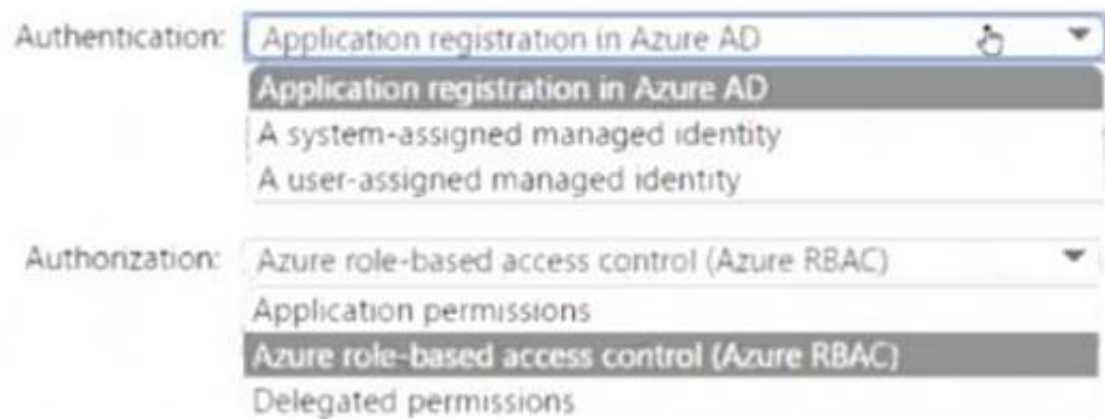 Authentication: Application registration in Azure AD
Application registration in Azure AD
A system-assigned managed identity
A user-assigned managed identity
Authorization: Azure role-based access control (Azure RBAC)
Application permissions
Azure role-based access control (Azure RBAC)
Delegated permissions